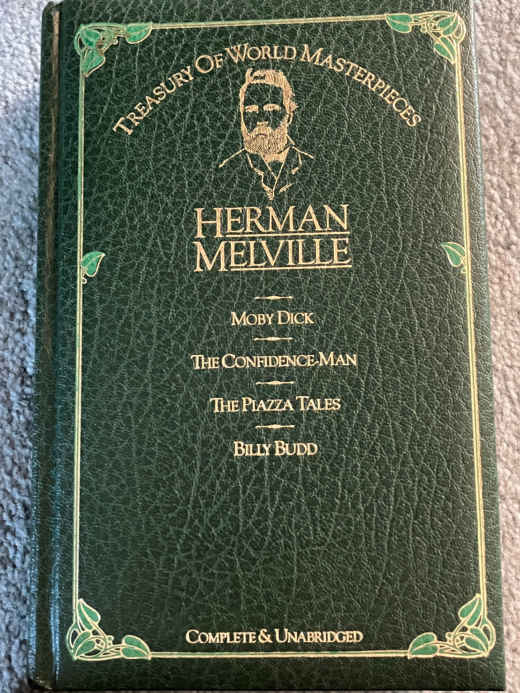 TREASURY OF WORLD MASTERPIECES
HERMAN
MELVILLE
MOBY DICK
THE CONFIDENCE-MAN
THE PIAZZA TALES
BILLY BUDD
COMPLETE & UNABRIDGED